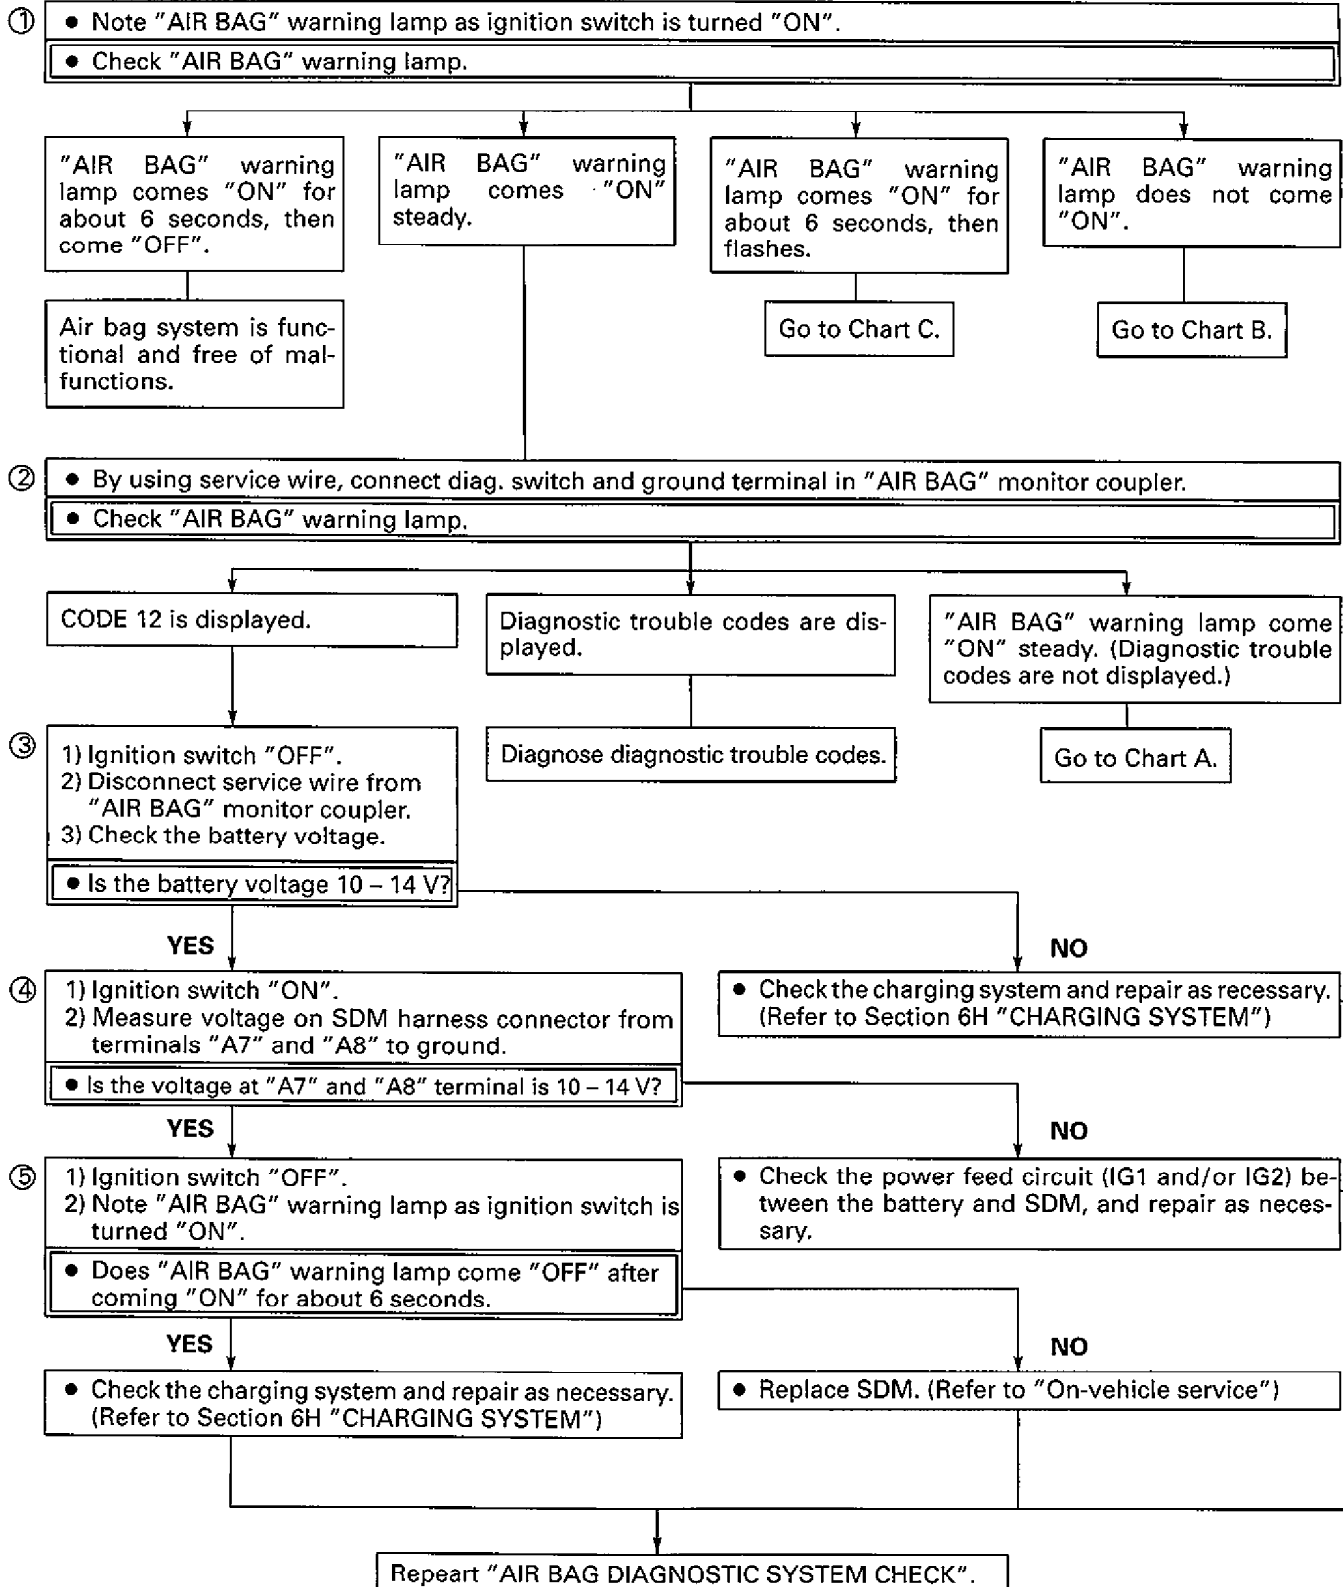 ① • Note "AIR BAG" warning lamp as ignition switch is turned "ON".
• Check "AIR BAG" warning lamp.
"AIR BAG" warning
lamp comes "ON" for
about 6 seconds, then
come "OFF".
"AIR BAG" warning
lamp comes "ON"
steady.
"AIR BAG" warning
lamp comes "ON" for
about 6 seconds, then
flashes.
"AIR BAG" warning
lamp does not come
"ON".
Air bag system is func-
tional and free of mal-
functions.
Go to Chart C.
Go to Chart B.
② • By using service wire, connect diag. switch and ground terminal in "AIR BAG" monitor coupler.
• Check "AIR BAG" warning lamp.
CODE 12 is displayed.
Diagnostic trouble codes are dis-
played.
"AIR BAG" warning lamp come
"ON" steady. (Diagnostic trouble
codes are not displayed.)
③ 1) Ignition switch "OFF".
2) Disconnect service wire from
"AIR BAG" monitor coupler.
3) Check the battery voltage.
• Is the battery voltage 10 – 14 V?
Diagnose diagnostic trouble codes.
Go to Chart A.
YES
NO
④ 1) Ignition switch "ON".
2) Measure voltage on SDM harness connector from
terminals "A7" and "A8" to ground.
• Is the voltage at "A7" and "A8" terminal is 10 – 14 V?
• Check the charging system and repair as necessary.
(Refer to Section 6H "CHARGING SYSTEM")
YES
NO
⑤ 1) Ignition switch "OFF".
2) Note "AIR BAG" warning lamp as ignition switch is
turned "ON".
• Does "AIR BAG" warning lamp come "OFF" after
coming "ON" for about 6 seconds.
• Check the power feed circuit (IG1 and/or IG2) be-
tween the battery and SDM, and repair as neces-
sary.
YES
NO
• Check the charging system and repair as necessary.
(Refer to Section 6H "CHARGING SYSTEM")
• Replace SDM. (Refer to "On-vehicle service")
Repeart "AIR BAG DIAGNOSTIC SYSTEM CHECK".